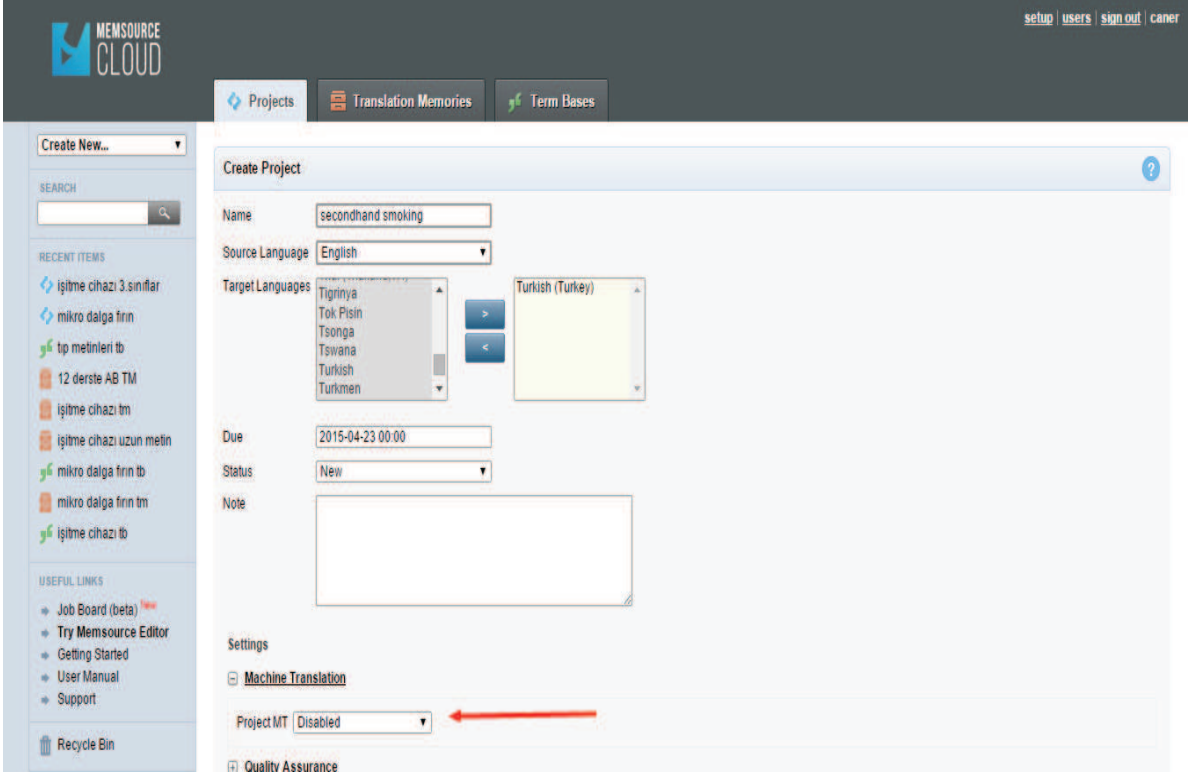 MEMSOURCE
CLOUD
setup | users | sign out | caner
Projects
Translation Memories
Term Bases
Create New...
SEARCH
RECENT ITEMS
işitme cihazı 3.sınıflar
mikro dalga fırın
tıp metinleri tb
12 derste AB TM
işitme cihazı tm
işitme cihazı uzun metin
mikro dalga fırın tb
mikro dalga fırın tm
işitme cihazı tb
USEFUL LINKS
Job Board (beta) New
Try Memsource Editor
Getting Started
User Manual
Support
Recycle Bin
Create Project
?
Name secondhand smoking
Source Language English
Target Languages
Tigrinya
Tok Pisin
Tsonga
Tswana
Turkish
Turkmen
>
<
Turkish (Turkey)
Due 2015-04-23 00:00
Status New
Note
Settings
Machine Translation
Project MT Disabled
Quality Assurance